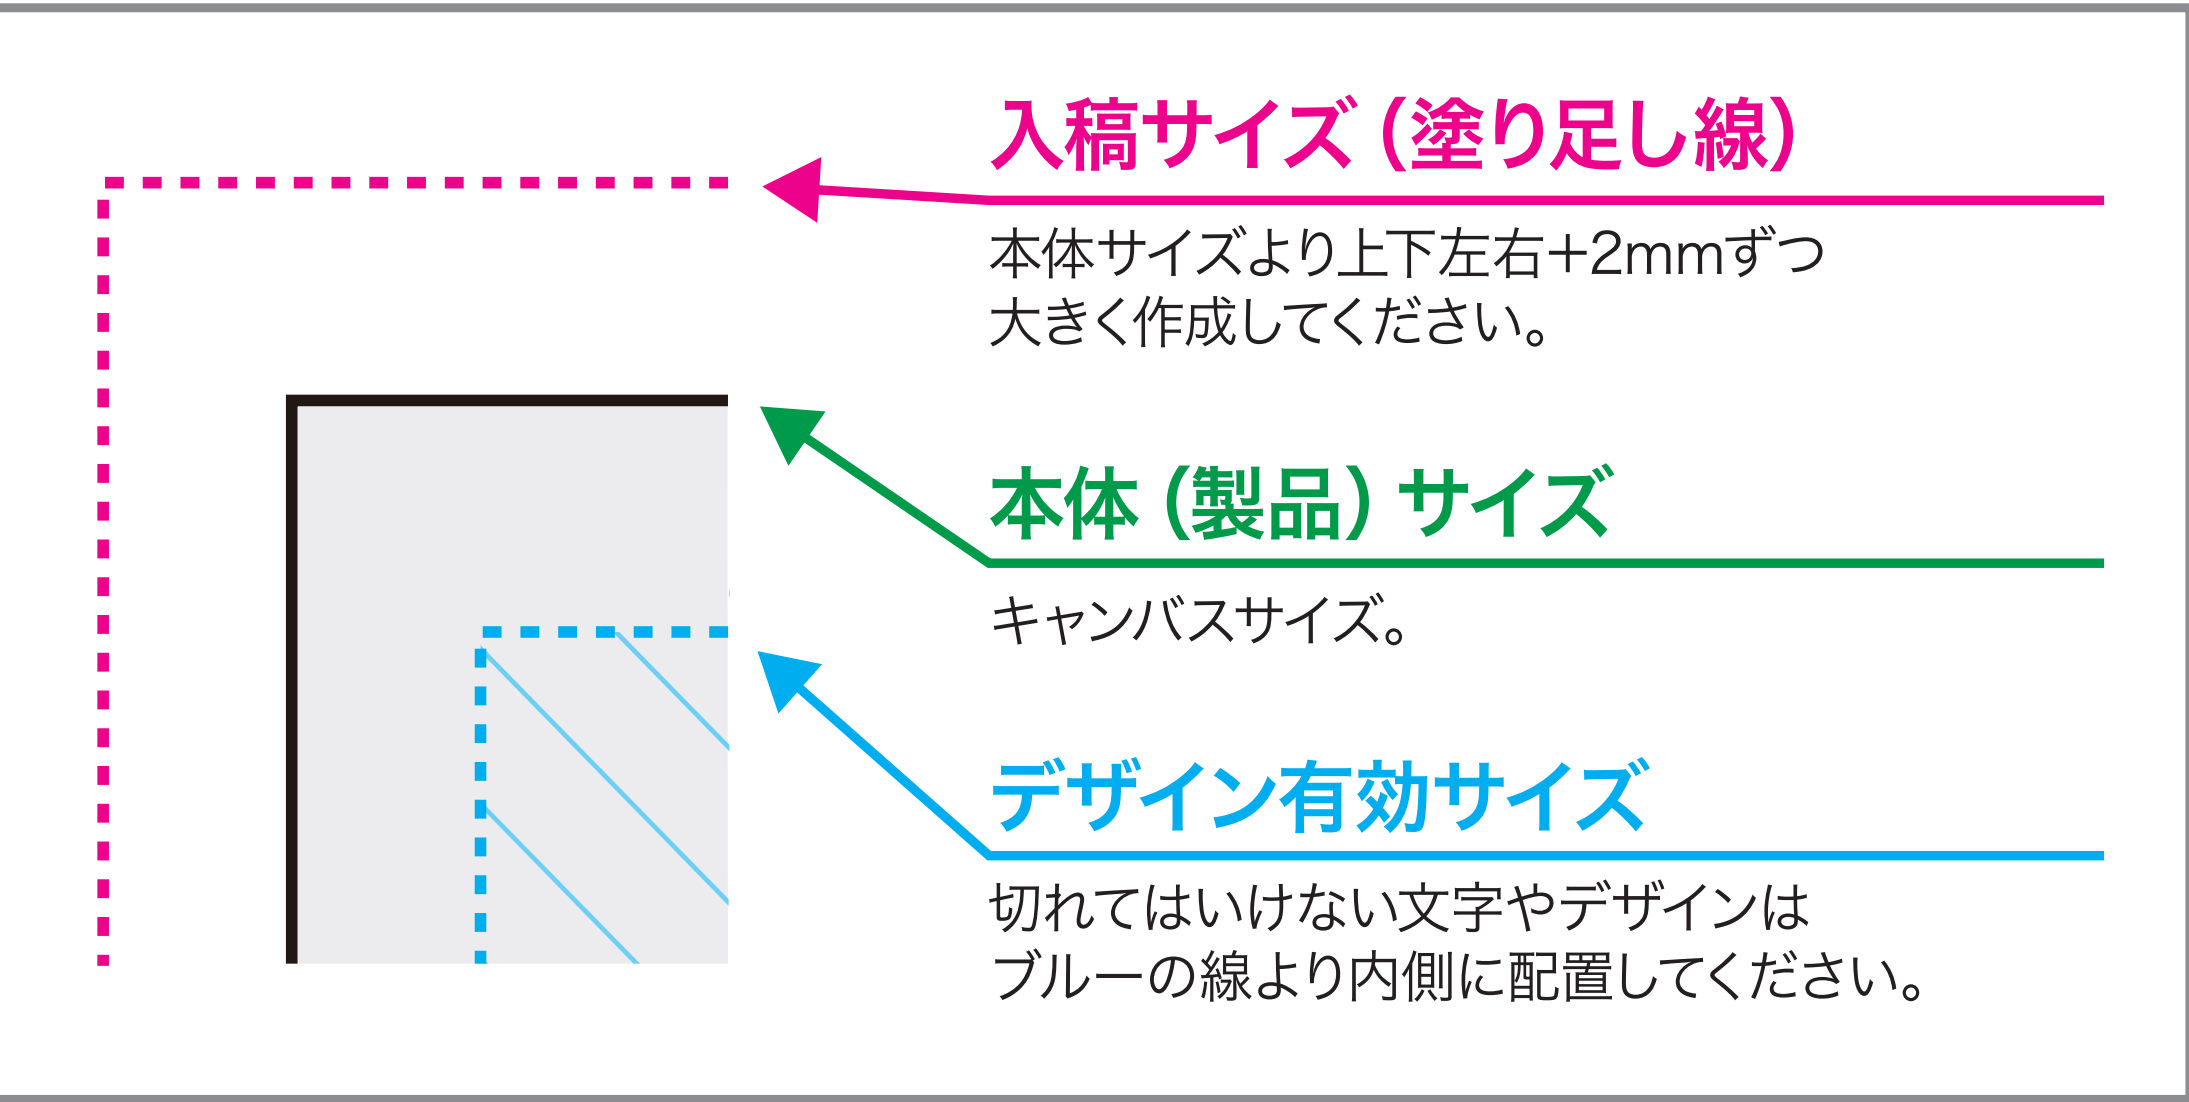 入稿サイズ（塗り足し線）
本体サイズより上下左右+2mmずつ
大きく作成してください。
本体（製品）サイズ
キャンバスサイズ。
デザイン有効サイズ
切れてはいけない文字やデザインは
ブルーの線より内側に配置してください。